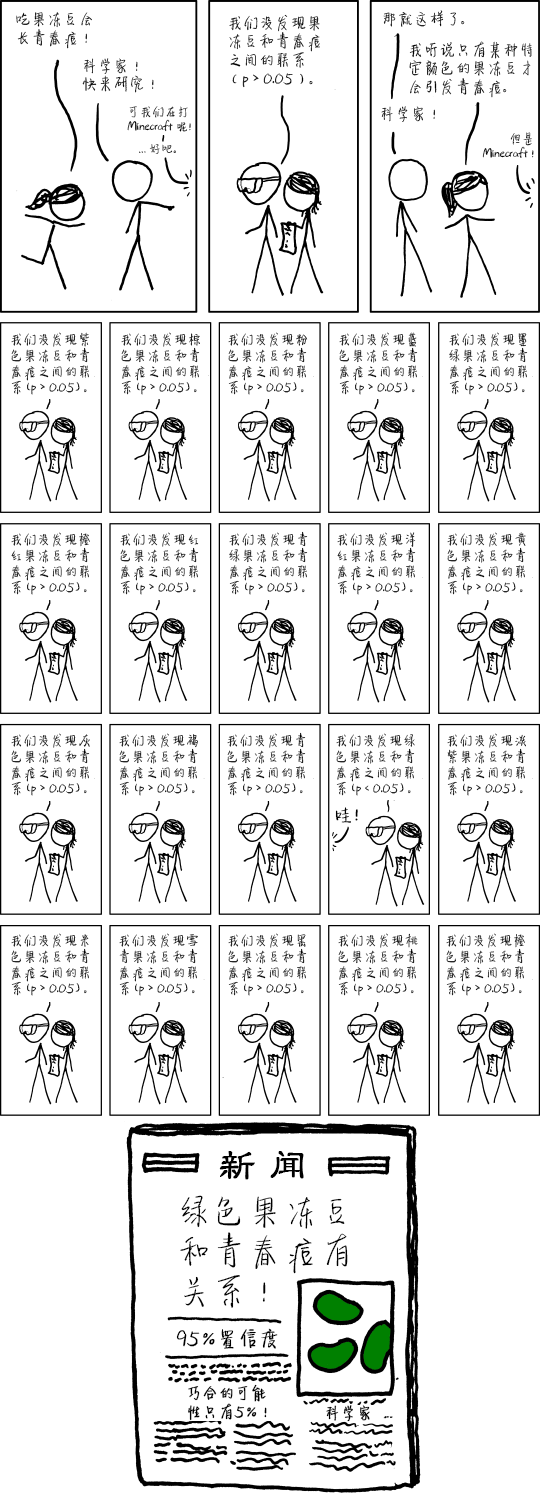 吃果冻豆会
长青春痘!
科学家!
快来研究!
可我们在打
Minecraft 呢!
...好吧。
我们没发现果
冻豆和青春痘
之间的联系
(p>0.05)。
那就这样了。
我听说只有某种特
定颜色的果冻豆才
会引发青春痘。
科学家!
但是
Minecraft!
我们没发现紫
色果冻豆和青
春痘之间的联
系(p>0.05)。
我们没发现棕
色果冻豆和青
春痘之间的联
系(p>0.05)。
我们没发现粉
色果冻豆和青
春痘之间的联
系(p>0.05)。
我们没发现蓝
色果冻豆和青
春痘之间的联
系(p>0.05)。
我们没发现墨
绿果冻豆和青
春痘之间的联
系(p>0.05)。
我们没发现橙
红果冻豆和青
春痘之间的联
系(p>0.05)。
我们没发现红
色果冻豆和青
春痘之间的联
系(p>0.05)。
我们没发现青
绿果冻豆和青
春痘之间的联
系(p>0.05)。
我们没发现洋
红果冻豆和青
春痘之间的联
系(p>0.05)。
我们没发现黄
色果冻豆和青
春痘之间的联
系(p>0.05)。
我们没发现灰
色果冻豆和青
春痘之间的联
系(p>0.05)。
我们没发现褐
色果冻豆和青
春痘之间的联
系(p>0.05)。
我们没发现青
色果冻豆和青
春痘之间的联
系(p>0.05)。
我们没发现绿
色果冻豆和青
春痘之间的联
系(p<0.05)。
哇!
我们没发现淡
紫果冻豆和青
春痘之间的联
系(p>0.05)。
我们没发现米
色果冻豆和青
春痘之间的联
系(p>0.05)。
我们没发现雪
青果冻豆和青
春痘之间的联
系(p>0.05)。
我们没发现
色果冻豆和青
春痘之间的联
系(p>0.05)。
我们没发现桃
色果冻豆和青
春痘之间的联
系(p>0.05)。
我们没发现橙
色果冻豆和青
春痘之间的联
系(p>0.05)。
新闻
绿色果冻豆
和青春痘有
关系!
95%置信度
巧合的可能
性只有5%!
科学家...